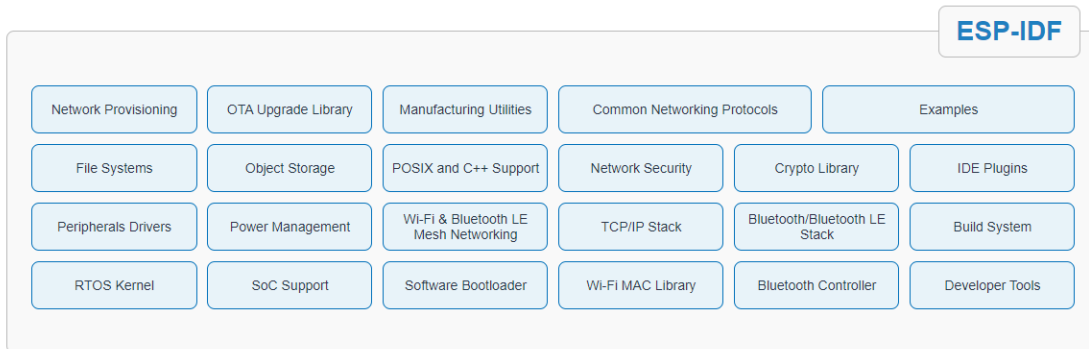 ESP-IDF
Network Provisioning
OTA Upgrade Library
Manufacturing Utilities
Common Networking Protocols
Examples
File Systems
Object Storage
POSIX and C++ Support
Network Security
Crypto Library
IDE Plugins
Peripherals Drivers
Power Management
Wi-Fi & Bluetooth LE
Mesh Networking
TCP/IP Stack
Bluetooth/Bluetooth LE
Stack
Build System
RTOS Kernel
SoC Support
Software Bootloader
Wi-Fi MAC Library
Bluetooth Controller
Developer Tools